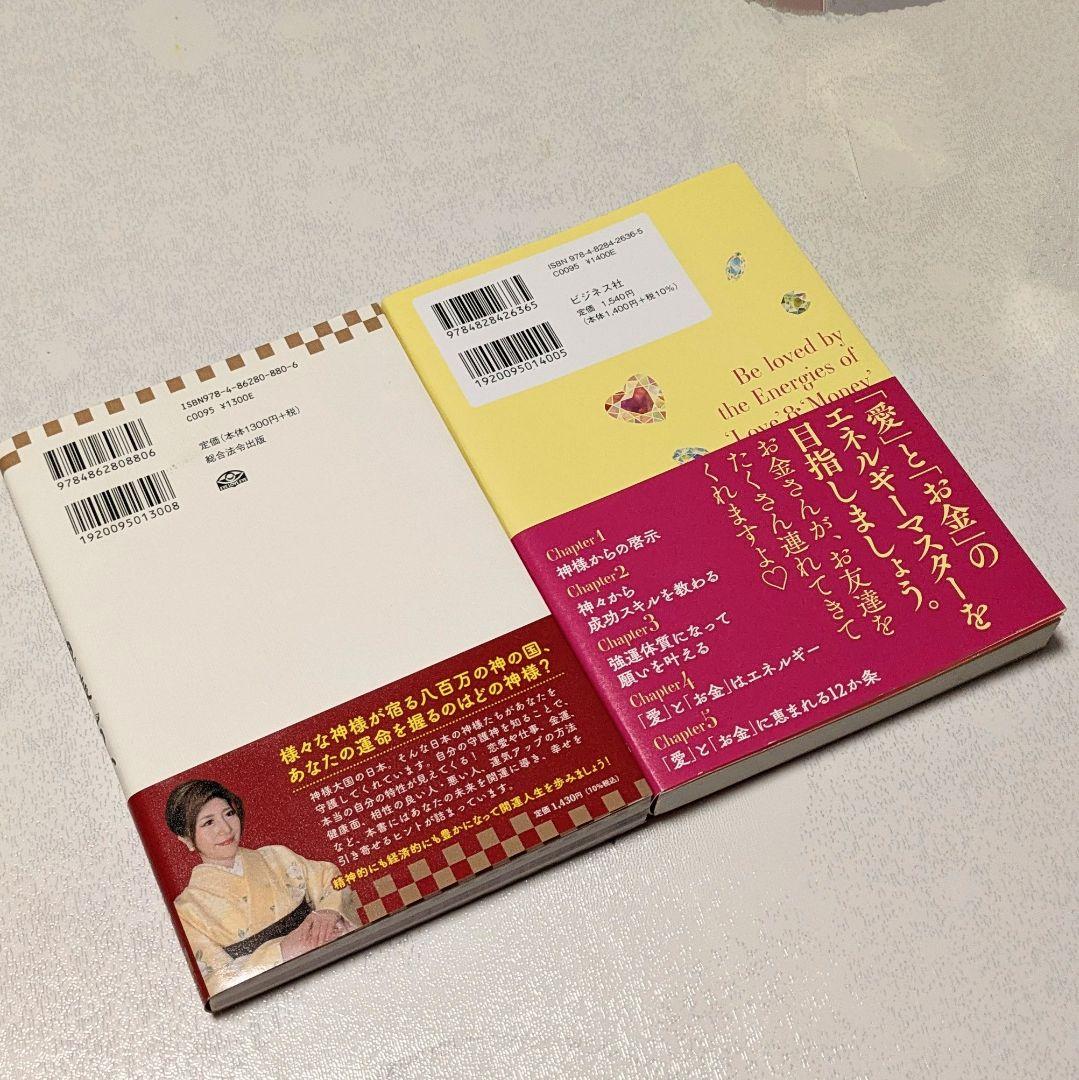 ISBN978-4-86280-880-6
C0095 ¥1300E
9784862808806
1920095013008
定価(本体1300円+税)
総合法令出版
様々な神様が宿る八百万の神の国、
あなたの運命を握るのはどの神様?
神様大国の日本。そんな日本の神様たちがあなたを
守護してくれています。自分の守護神を知ることで、
本当の自分の特性が見えてくる! 恋愛や仕事、金運、
健康面、相性の良い人、悪い人、運気アップの方法
など、本書にはあなたの未来を開運に導き、幸せを
引き寄せるヒントが詰まっています。
精神的にも経済的にも豊かになって開運人生を歩みましょう!
定価 1,430円(10%税込)
ISBN 978-4-8284-2636-5
C0095 ¥1400E
9784828426365
1920095014005
ビジネス社
定価 1,540円
(本体1,400円+税10%)
Be loved by
the Energies of
'Love' & 'Money'
「愛」と「お金」の
エネルギーマスターを
目指しましょう。
お金さんが、お友達を
たくさん連れてきて
くれますよ♡
Chapter1
神様からの啓示
Chapter2
神々から
成功スキルを教わる
Chapter3
強運体質になって
願いを叶える
Chapter4
「愛」と「お金」はエネルギー
Chapter5
「愛」と「お金」に恵まれる12か条